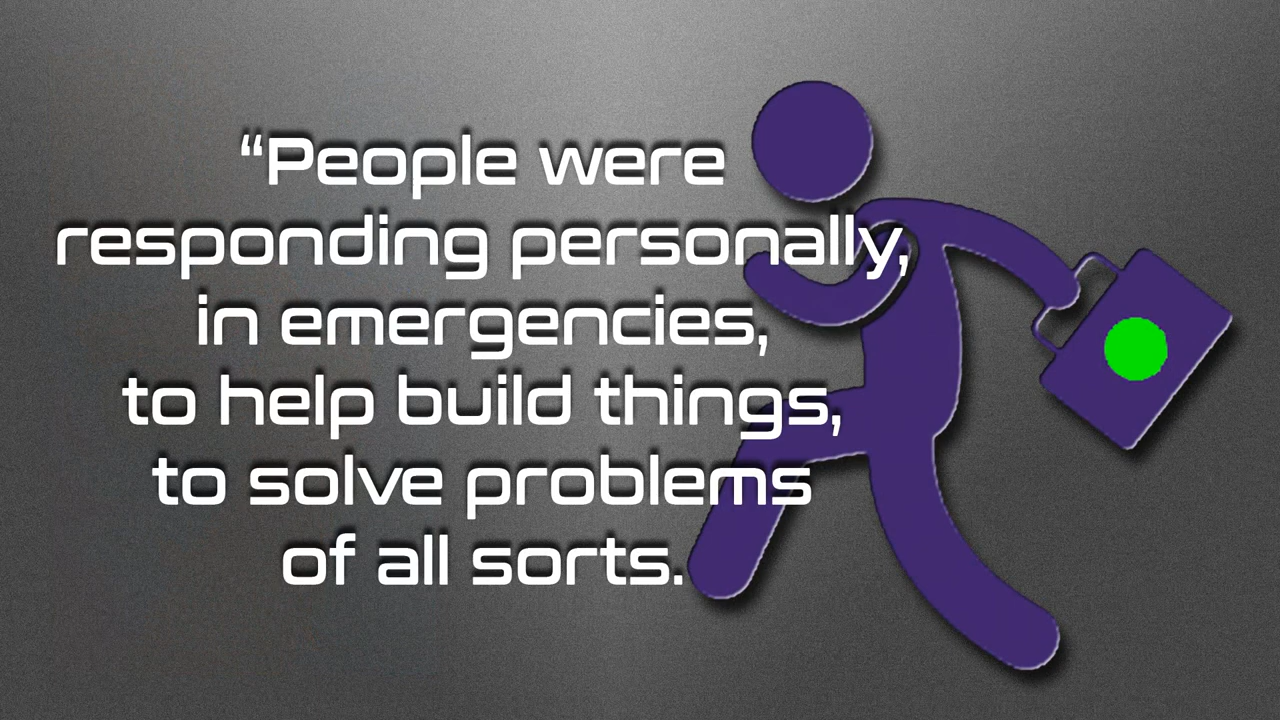 “People were
responding personally,
in emergencies,
to help build things,
to solve problems
of all sorts.